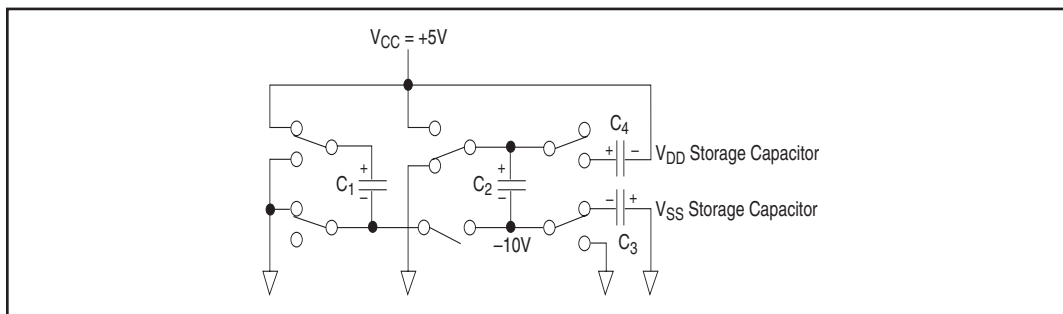 VCC = +5V
C4
+ –
VDD Storage Capacitor
+
C1
–
+
C2
–
– +
VSS Storage Capacitor
–10V
C3